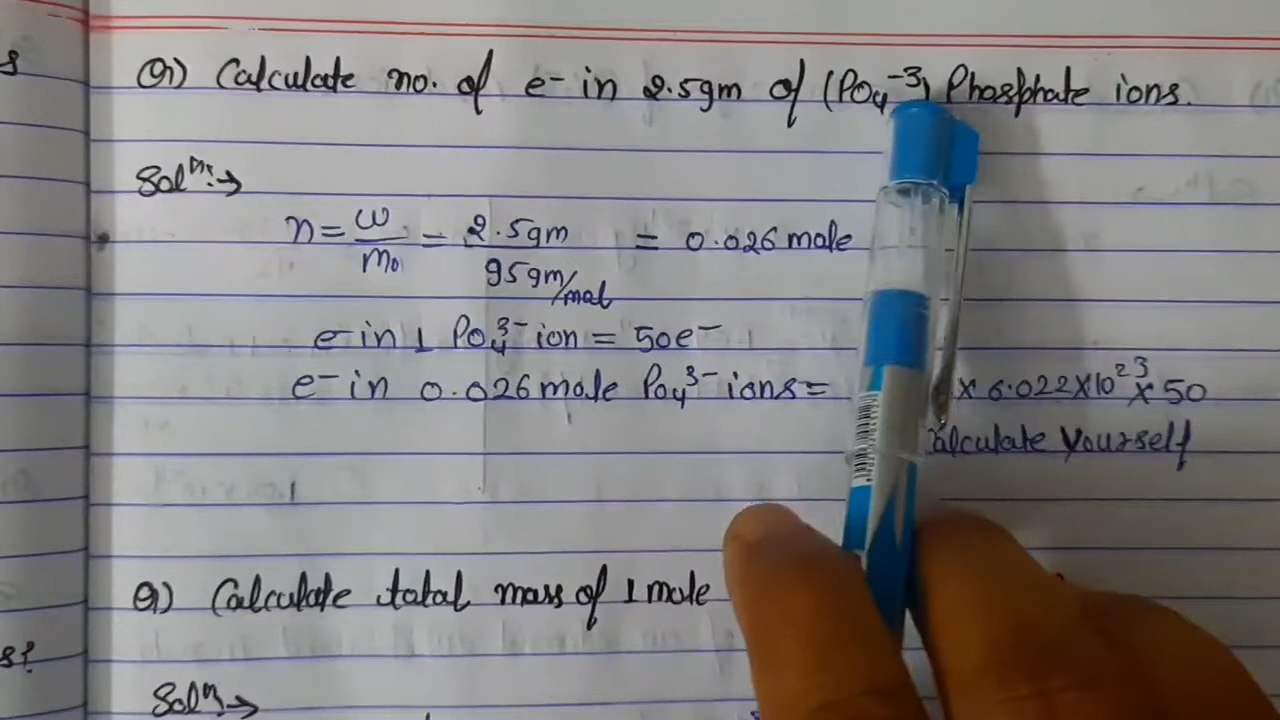 Q) Calculate no. of e- in 2.5gm of (PO4-3) Phosphate ions.
Solⁿ:→
n = w/mo = 2.5gm/95gm/mol = 0.026 mole
e- in 1 PO4³⁻ ion = 50e⁻
e- in 0.026 mole PO4³⁻ ions = × 6.022×10²³ × 50
alculate yourself
Q) Calculate total mass of 1 mole
Solⁿ:→